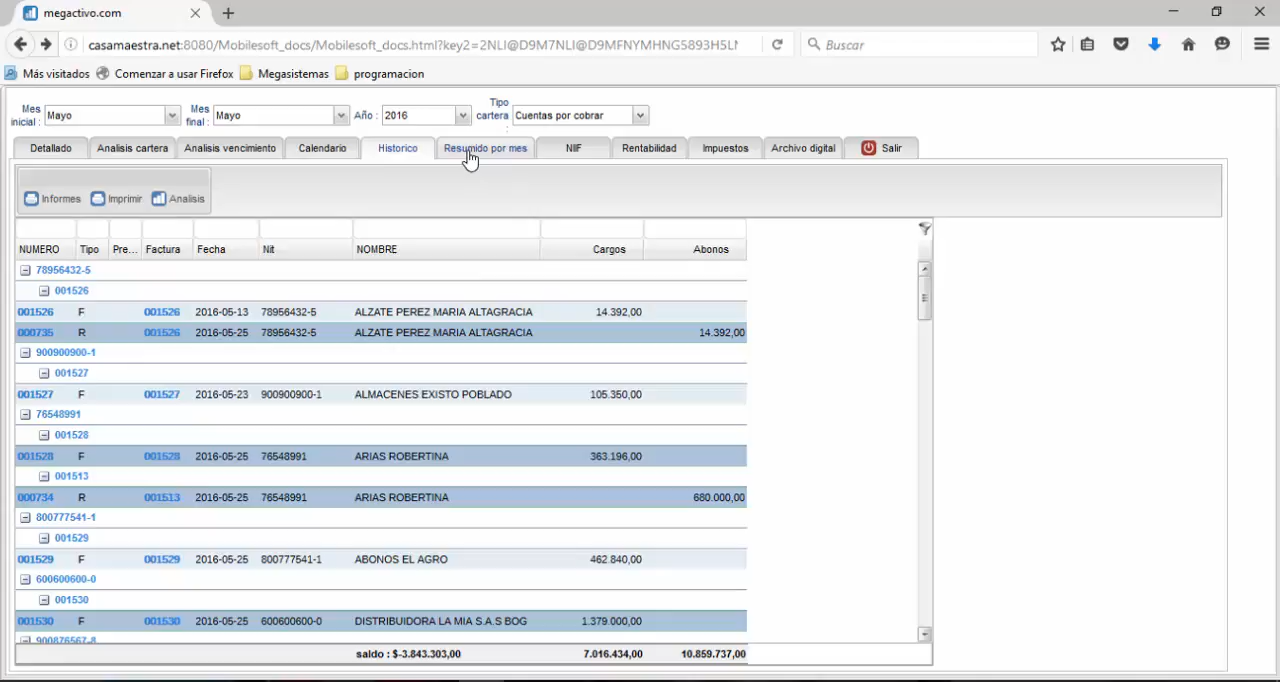 megactivo.com
casamaestra.net:8080/Mobilesoft_docs/Mobilesoft_docs.html?key2=2NLI@D9M7NLI@D9MFNYMHNG5893H5LN
Buscar
Más visitados Comenzar a usar Firefox Megasistemas programacion
Mes inicial : Mayo Mes final : Mayo Año : 2016 Tipo cartera : Cuentas por cobrar
Detallado Analisis cartera Analisis vencimiento Calendario Historico Resumido por mes NIIF Rentabilidad Impuestos Archivo digital Salir
Informes Imprimir Analisis
NUMERO Tipo Pre... Factura Fecha Nit NOMBRE Cargos Abonos
78956432-5
001526
001526 F 001526 2016-05-13 78956432-5 ALZATE PEREZ MARIA ALTAGRACIA 14.392,00
000735 R 001526 2016-05-25 78956432-5 ALZATE PEREZ MARIA ALTAGRACIA 14.392,00
900900900-1
001527
001527 F 001527 2016-05-23 900900900-1 ALMACENES EXISTO POBLADO 105.350,00
76548991
001528
001528 F 001528 2016-05-25 76548991 ARIAS ROBERTINA 363.196,00
001513
000734 R 001513 2016-05-25 76548991 ARIAS ROBERTINA 680.000,00
800777541-1
001529
001529 F 001529 2016-05-25 800777541-1 ABONOS EL AGRO 462.840,00
600600600-0
001530
001530 F 001530 2016-05-25 600600600-0 DISTRIBUIDORA LA MIA S.A.S BOG 1.379.000,00
900876567-8
saldo : $-3.843.303,00 7.016.434,00 10.859.737,00